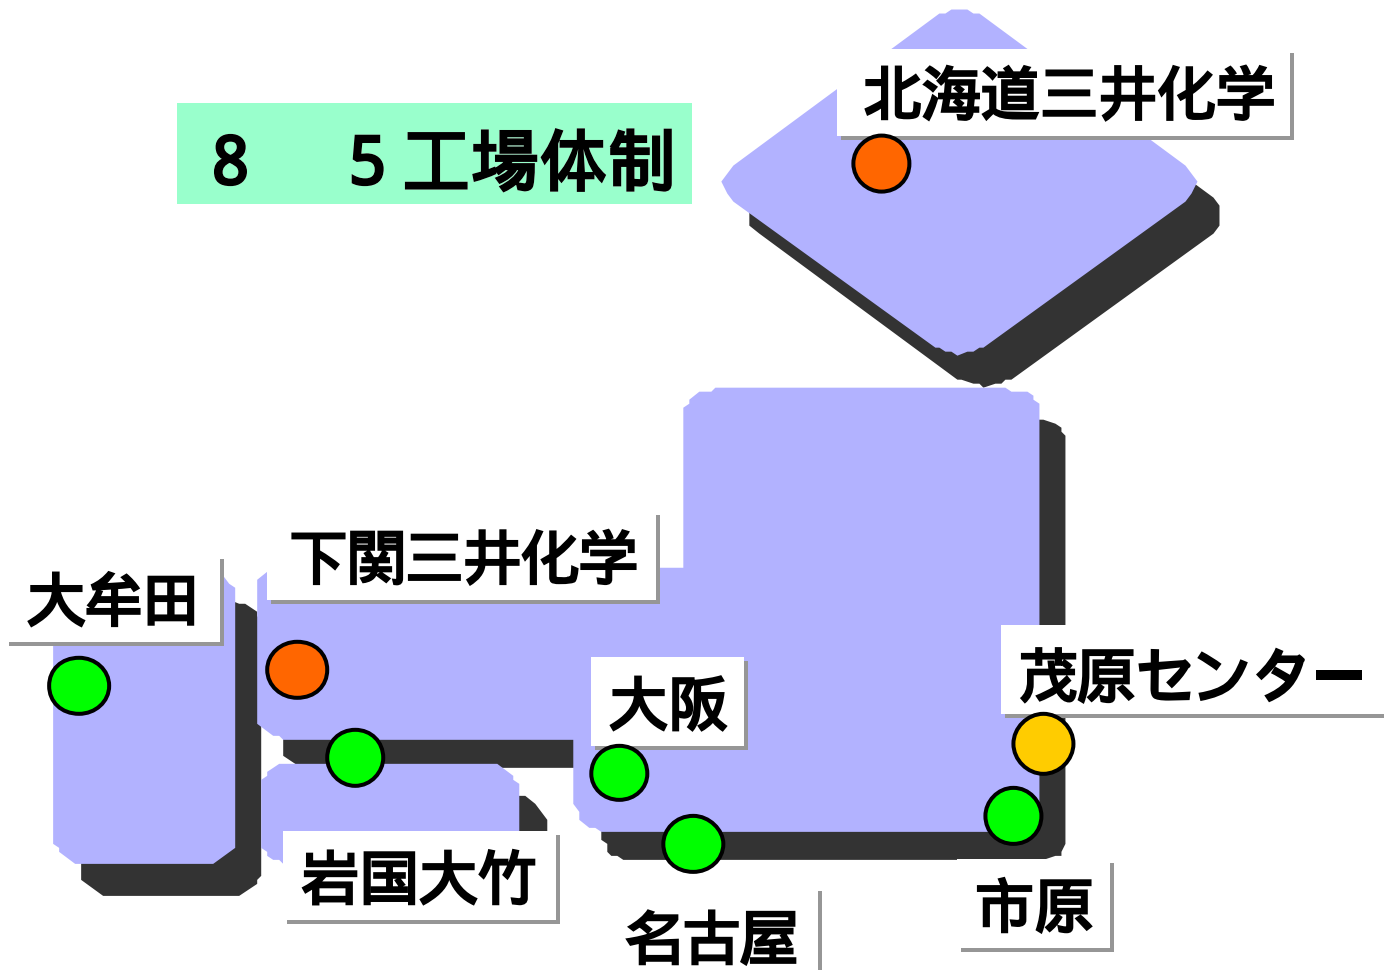 北海道三井化学
８　５工場体制
下関三井化学
大牟田
大阪
茂原センター
岩国大竹
市原
名古屋